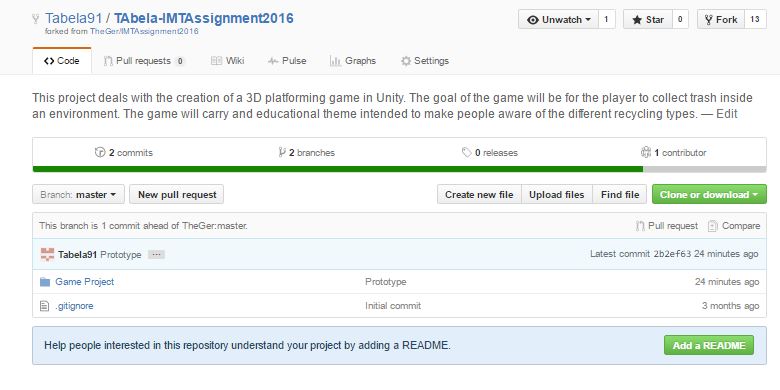 Tabela91 / TAbela-IMTAssignment2016
forked from TheGer/IMTAssignment2016
Unwatch 1 Star 0 Fork 13
Code Pull requests 0 Wiki Pulse Graphs Settings
This project deals with the creation of a 3D platforming game in Unity. The goal of the game will be for the player to collect trash inside
an environment. The game will carry and educational theme intended to make people aware of the different recycling types. — Edit
2 commits 2 branches 0 releases 1 contributor
Branch: master New pull request Create new file Upload files Find file Clone or download
This branch is 1 commit ahead of TheGer:master. Pull request Compare
Tabela91 Prototype ... Latest commit 2b2ef63 24 minutes ago
Game Project Prototype 24 minutes ago
.gitignore Initial commit 3 months ago
Help people interested in this repository understand your project by adding a README. Add a README